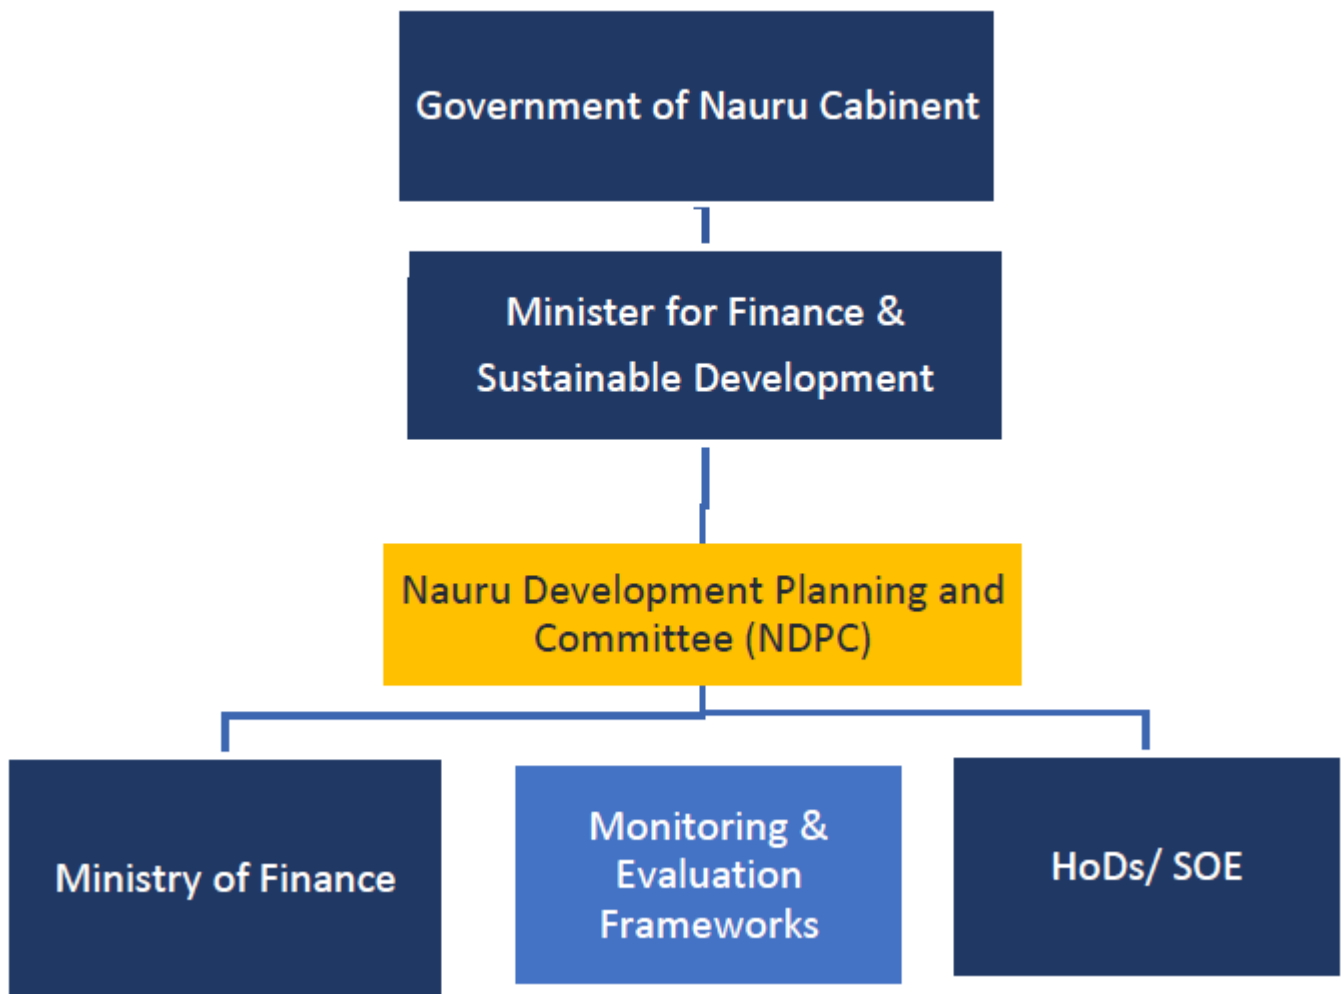 Government of Nauru Cabinent
Minister for Finance &
Sustainable Development
Nauru Development Planning and
Committee (NDPC)
Ministry of Finance
Monitoring &
Evaluation
Frameworks
HoDs/ SOE